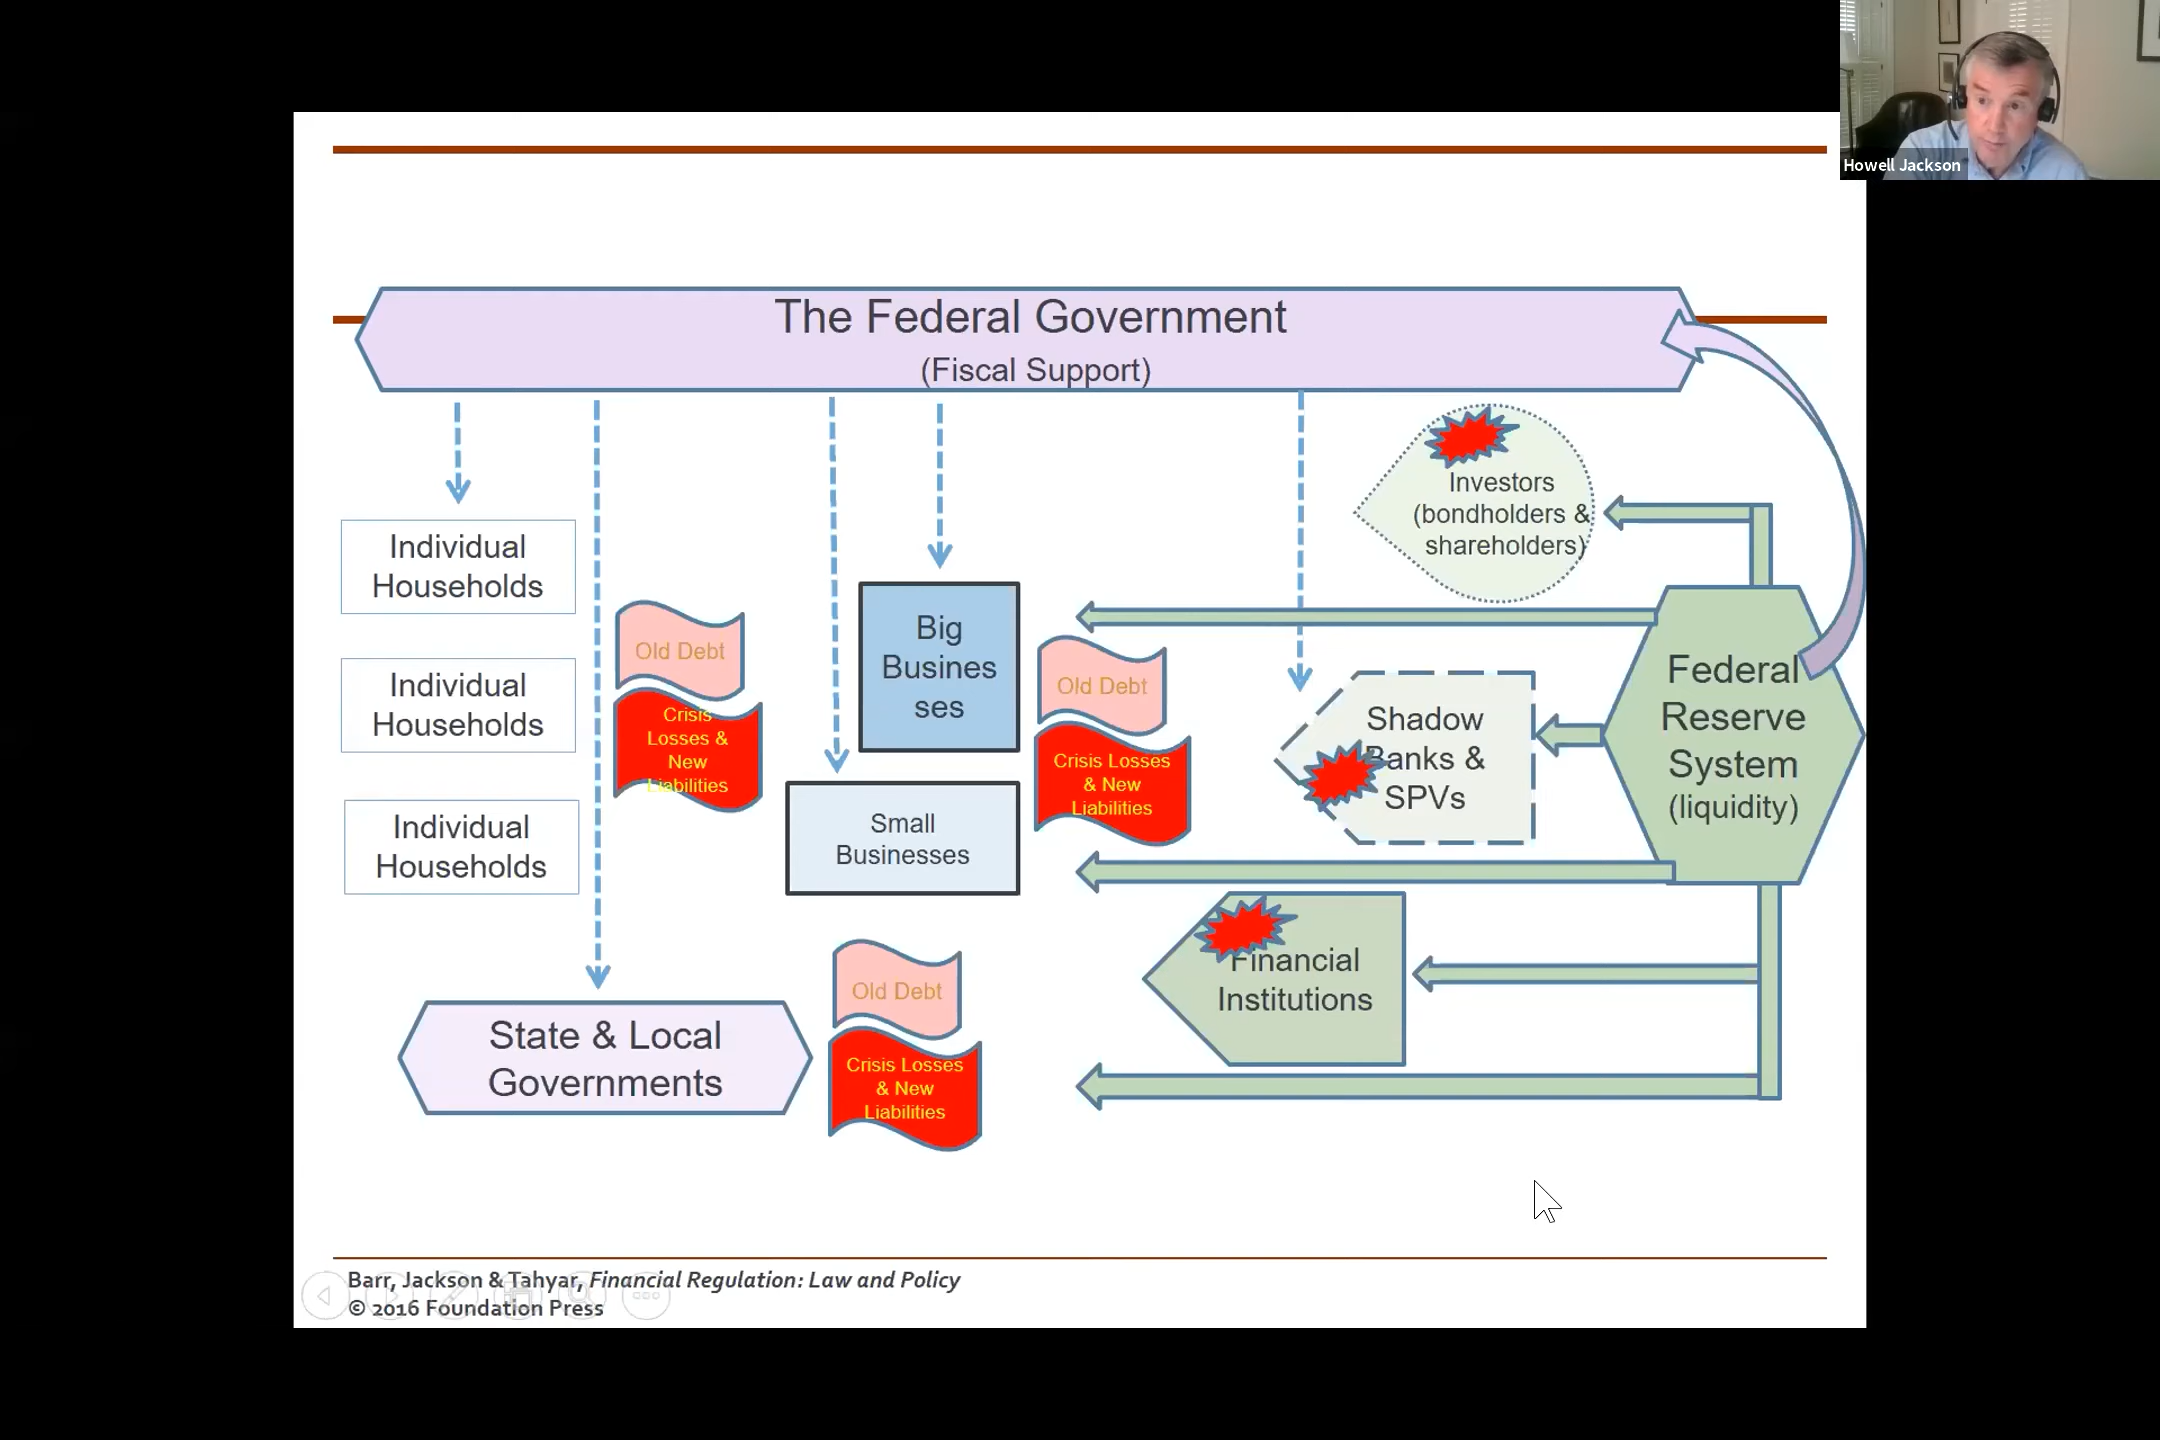 Howell Jackson
The Federal Government
(Fiscal Support)
Investors
(bondholders &
shareholders)
Individual
Households
Individual
Households
Individual
Households
Old Debt
Crisis
Losses &
New
Liabilities
Big
Busines
ses
Small
Businesses
Old Debt
Crisis Losses
& New
Liabilities
Shadow
Banks &
SPVs
Federal
Reserve
System
(liquidity)
Financial
Institutions
State & Local
Governments
Old Debt
Crisis Losses
& New
Liabilities
Barr, Jackson & Tahyar, Financial Regulation: Law and Policy
© 2016 Foundation Press